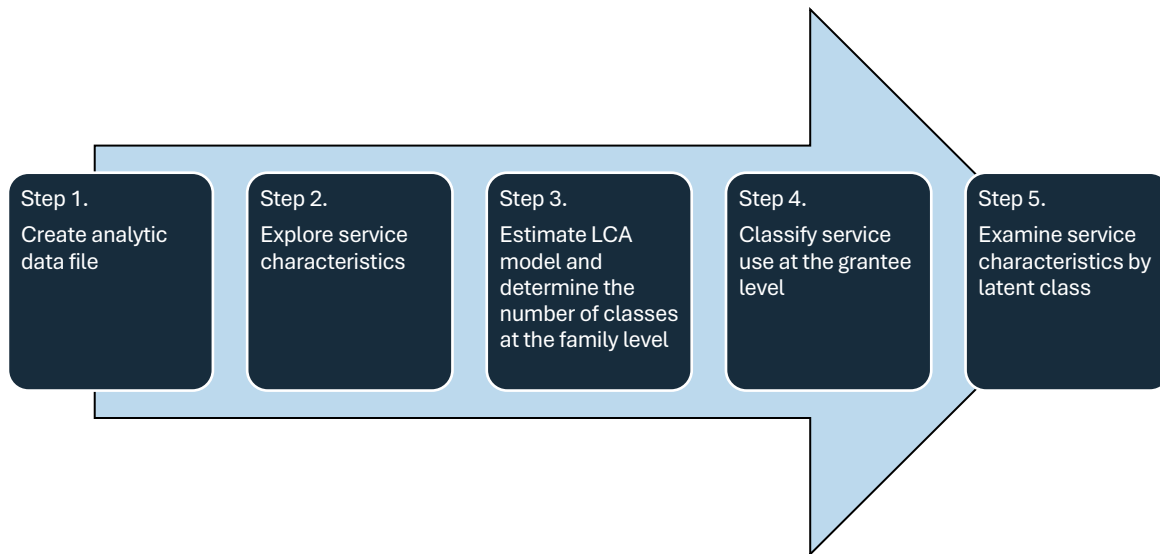 Step 1.
Create analytic
data file
Step 2.
Explore service
characteristics
Step 3.
Estimate LCA
model and
determine the
number of classes
at the family level
Step 4.
Classify service
use at the grantee
level
Step 5.
Examine service
characteristics by
latent class